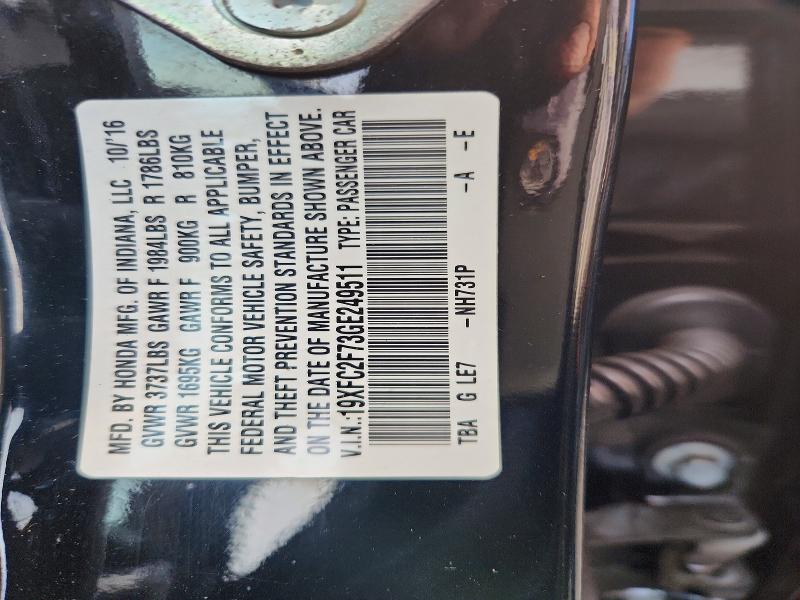 MFD. BY HONDA MFG. OF INDIANA, LLC 10/'16
GVWR 3737LBS GAWR F 1984LBS R 1786LBS
GVWR 1695KG GAWR F 900KG R 810KG
THIS VEHICLE CONFORMS TO ALL APPLICABLE
FEDERAL MOTOR VEHICLE SAFETY, BUMPER,
AND THEFT PREVENTION STANDARDS IN EFFECT
ON THE DATE OF MANUFACTURE SHOWN ABOVE.
V.I.N.:19XFC2F73GE249511 TYPE: PASSENGER CAR
TBA G LE7 -NH731P -A -E